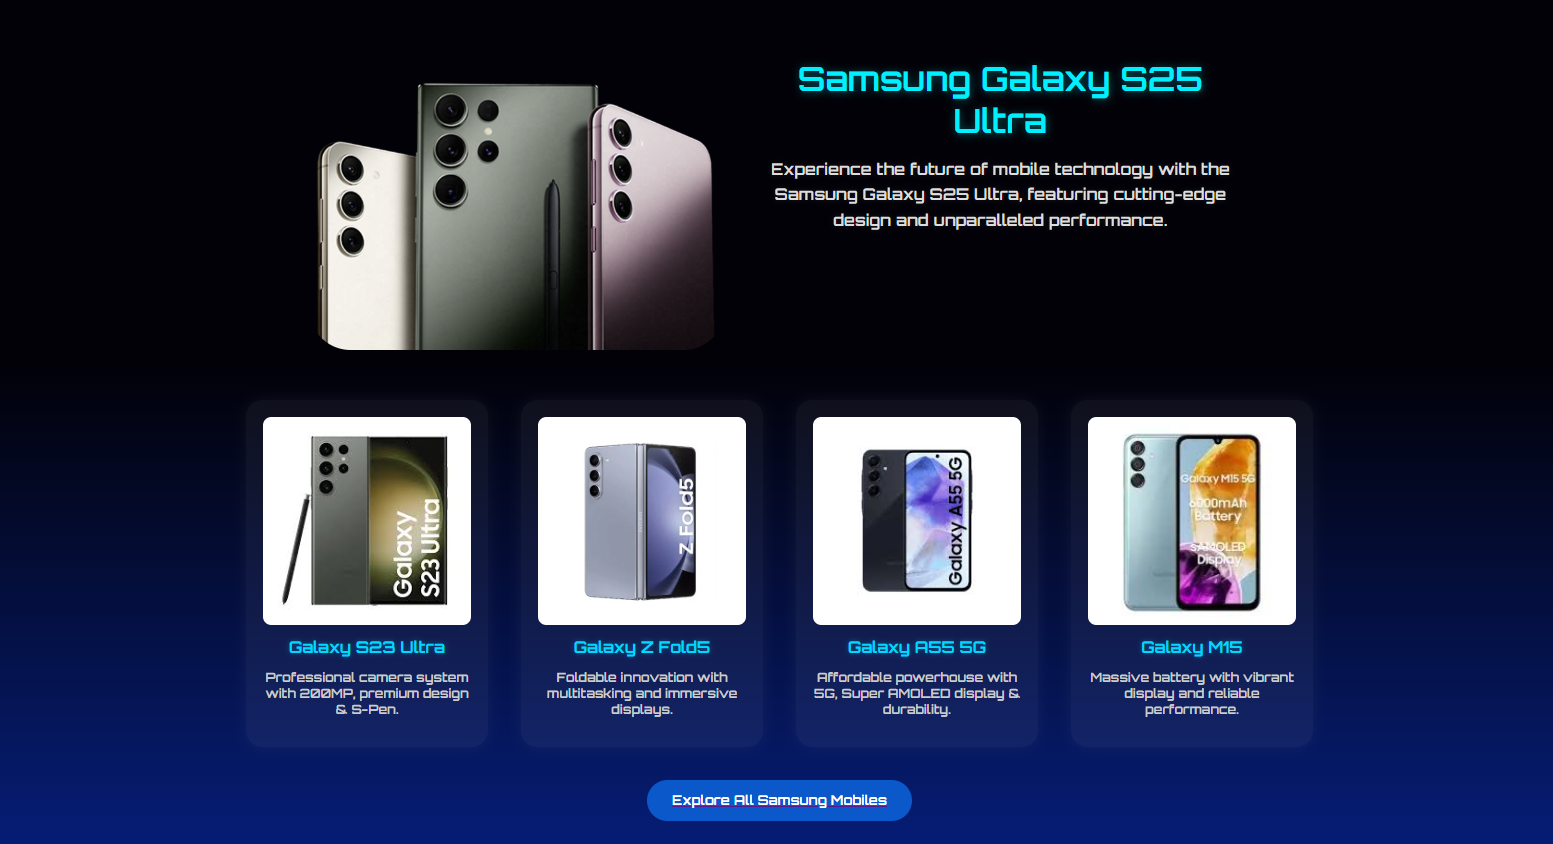 Samsung Galaxy S25
Ultra
Experience the future of mobile technology with the
Samsung Galaxy S25 Ultra, featuring cutting-edge
design and unparalleled performance.
Galaxy
S23 Ultra
Z Fold5
Galaxy A55 5G
Galaxy M15 5G
6000mAh
Battery
sAMOLED
Display
Galaxy S23 Ultra
Professional camera system
with 200MP, premium design
& S-Pen.
Galaxy Z Fold5
Foldable innovation with
multitasking and immersive
displays.
Galaxy A55 5G
Affordable powerhouse with
5G, Super AMOLED display &
durability.
Galaxy M15
Massive battery with vibrant
display and reliable
performance.
Explore All Samsung Mobiles